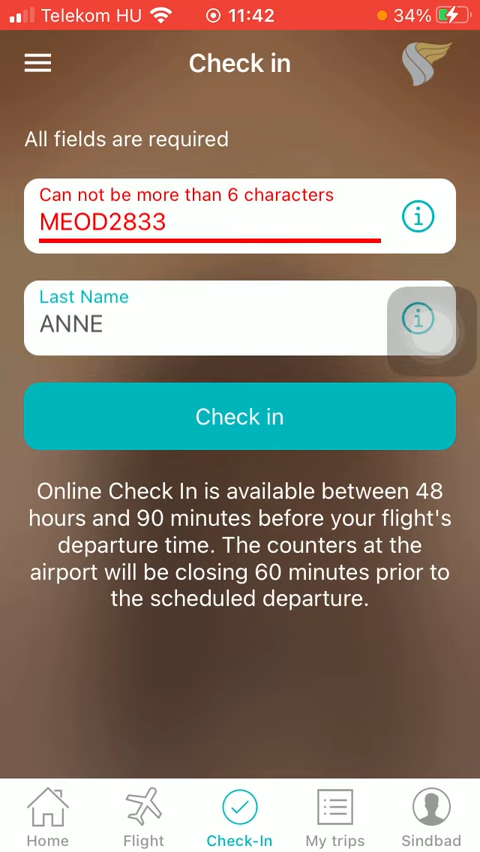 Telekom HU 11:42 34%
Check in
All fields are required
Can not be more than 6 characters
MEOD2833
Last Name
ANNE
Check in
Online Check In is available between 48
hours and 90 minutes before your flight's
departure time. The counters at the
airport will be closing 60 minutes prior to
the scheduled departure.
Home Flight Check-In My trips Sindbad